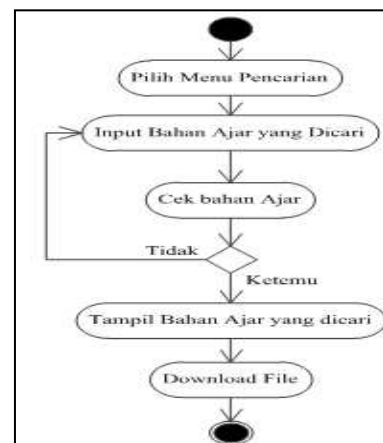 Pilih Menu Pencarian
Input Bahan Ajar yang Dicari
Cek bahan Ajar
Tidak
Ketemu
Tampil Bahan Ajar yang dicari
Download File